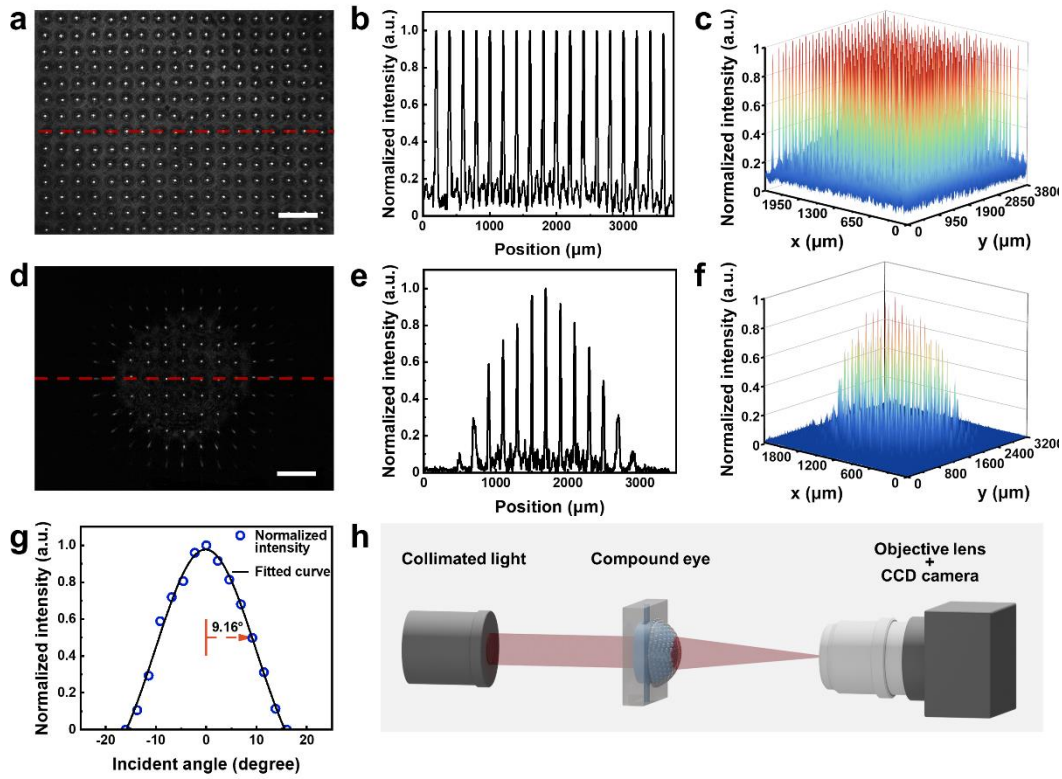 a
b
Normalized intensity (a.u.)
1.0
0.8
0.6
0.4
0.2
0
0
1000
2000
3000
Position (μm)
c
Normalized intensity (a.u.)
1
0.8
0.6
0.4
0.2
0
1950
1300
650
0
x (μm)
0
950
1900
2850
3800
y (μm)
d
e
Normalized intensity (a.u.)
1.0
0.8
0.6
0.4
0.2
0
0
1000
2000
3000
Position (μm)
f
Normalized intensity (a.u.)
1
0.8
0.6
0.4
0.2
0
1800
1200
600
0
x (μm)
0
800
1600
2400
3200
y (μm)
g
Normalized intensity (a.u.)
1.0
0.8
0.6
0.4
0.2
0
-20
-10
0
10
20
Incident angle (degree)
Normalized
intensity
Fitted curve
9.16°
h
Collimated light
Compound eye
Objective lens
+
CCD camera